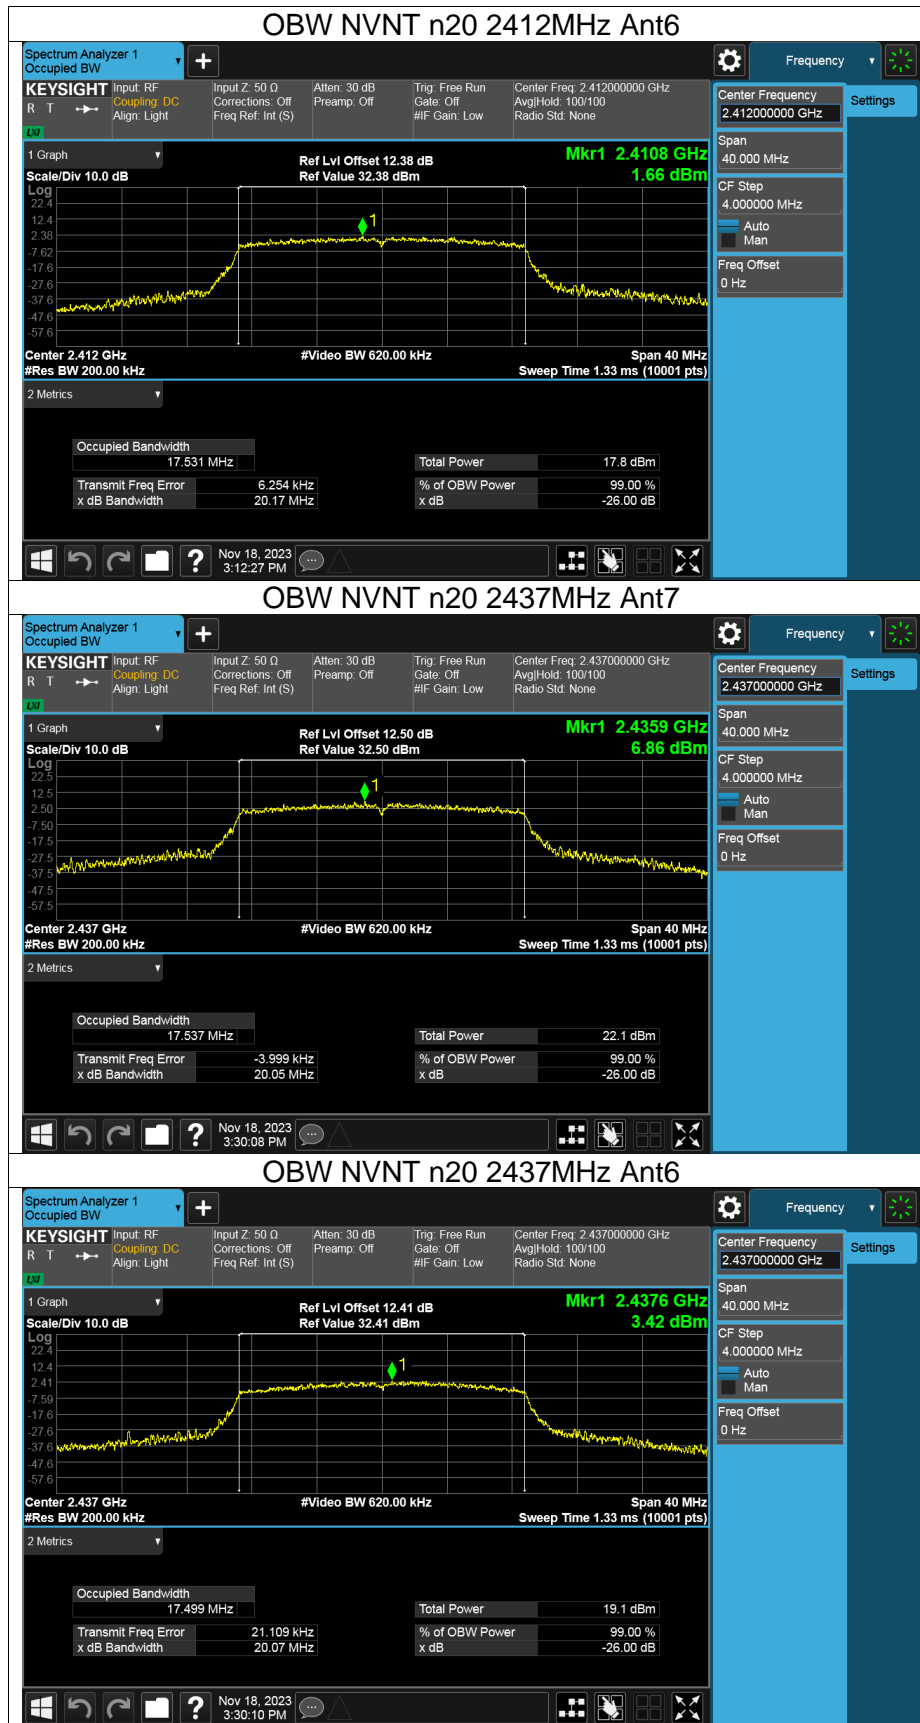 OBW NVNT n20 2412MHz Ant6
Spectrum Analyzer 1
Occupied BW
Frequency
KEYSIGHT
R T
LXI
Input: RF
Coupling: DC
Align: Light
Input Z: 50 Ω
Corrections: Off
Freq Ref: Int (S)
Atten: 30 dB
Preamp: Off
Trig: Free Run
Gate: Off
#IF Gain: Low
Center Freq: 2.412000000 GHz
Avg|Hold: 100/100
Radio Std: None
Center Frequency
2.412000000 GHz
Settings
Span
40.000 MHz
CF Step
4.000000 MHz
Auto
Man
Freq Offset
0 Hz
1 Graph
Scale/Div 10.0 dB
Ref Lvl Offset 12.38 dB
Ref Value 32.38 dBm
Mkr1 2.4108 GHz
1.66 dBm
Log
22.4
12.4
2.38
-7.62
-17.6
-27.6
-37.6
-47.6
-57.6
1
Center 2.412 GHz
#Res BW 200.00 kHz
#Video BW 620.00 kHz
Span 40 MHz
Sweep Time 1.33 ms (10001 pts)
2 Metrics
Occupied Bandwidth
17.531 MHz
Total Power 17.8 dBm
Transmit Freq Error 6.254 kHz
% of OBW Power 99.00 %
x dB Bandwidth 20.17 MHz
x dB -26.00 dB
?
Nov 18, 2023
3:12:27 PM
OBW NVNT n20 2437MHz Ant7
Spectrum Analyzer 1
Occupied BW
Frequency
KEYSIGHT
R T
LXI
Input: RF
Coupling: DC
Align: Light
Input Z: 50 Ω
Corrections: Off
Freq Ref: Int (S)
Atten: 30 dB
Preamp: Off
Trig: Free Run
Gate: Off
#IF Gain: Low
Center Freq: 2.437000000 GHz
Avg|Hold: 100/100
Radio Std: None
Center Frequency
2.437000000 GHz
Settings
Span
40.000 MHz
CF Step
4.000000 MHz
Auto
Man
Freq Offset
0 Hz
1 Graph
Scale/Div 10.0 dB
Ref Lvl Offset 12.50 dB
Ref Value 32.50 dBm
Mkr1 2.4359 GHz
6.86 dBm
Log
22.5
12.5
2.50
-7.50
-17.5
-27.5
-37.5
-47.5
-57.5
1
Center 2.437 GHz
#Res BW 200.00 kHz
#Video BW 620.00 kHz
Span 40 MHz
Sweep Time 1.33 ms (10001 pts)
2 Metrics
Occupied Bandwidth
17.537 MHz
Total Power 22.1 dBm
Transmit Freq Error -3.999 kHz
% of OBW Power 99.00 %
x dB Bandwidth 20.05 MHz
x dB -26.00 dB
?
Nov 18, 2023
3:30:08 PM
OBW NVNT n20 2437MHz Ant6
Spectrum Analyzer 1
Occupied BW
Frequency
KEYSIGHT
R T
LXI
Input: RF
Coupling: DC
Align: Light
Input Z: 50 Ω
Corrections: Off
Freq Ref: Int (S)
Atten: 30 dB
Preamp: Off
Trig: Free Run
Gate: Off
#IF Gain: Low
Center Freq: 2.437000000 GHz
Avg|Hold: 100/100
Radio Std: None
Center Frequency
2.437000000 GHz
Settings
Span
40.000 MHz
CF Step
4.000000 MHz
Auto
Man
Freq Offset
0 Hz
1 Graph
Scale/Div 10.0 dB
Ref Lvl Offset 12.41 dB
Ref Value 32.41 dBm
Mkr1 2.4376 GHz
3.42 dBm
Log
22.4
12.4
2.41
-7.59
-17.6
-27.6
-37.6
-47.6
-57.6
1
Center 2.437 GHz
#Res BW 200.00 kHz
#Video BW 620.00 kHz
Span 40 MHz
Sweep Time 1.33 ms (10001 pts)
2 Metrics
Occupied Bandwidth
17.499 MHz
Total Power 19.1 dBm
Transmit Freq Error 21.109 kHz
% of OBW Power 99.00 %
x dB Bandwidth 20.07 MHz
x dB -26.00 dB
?
Nov 18, 2023
3:30:10 PM